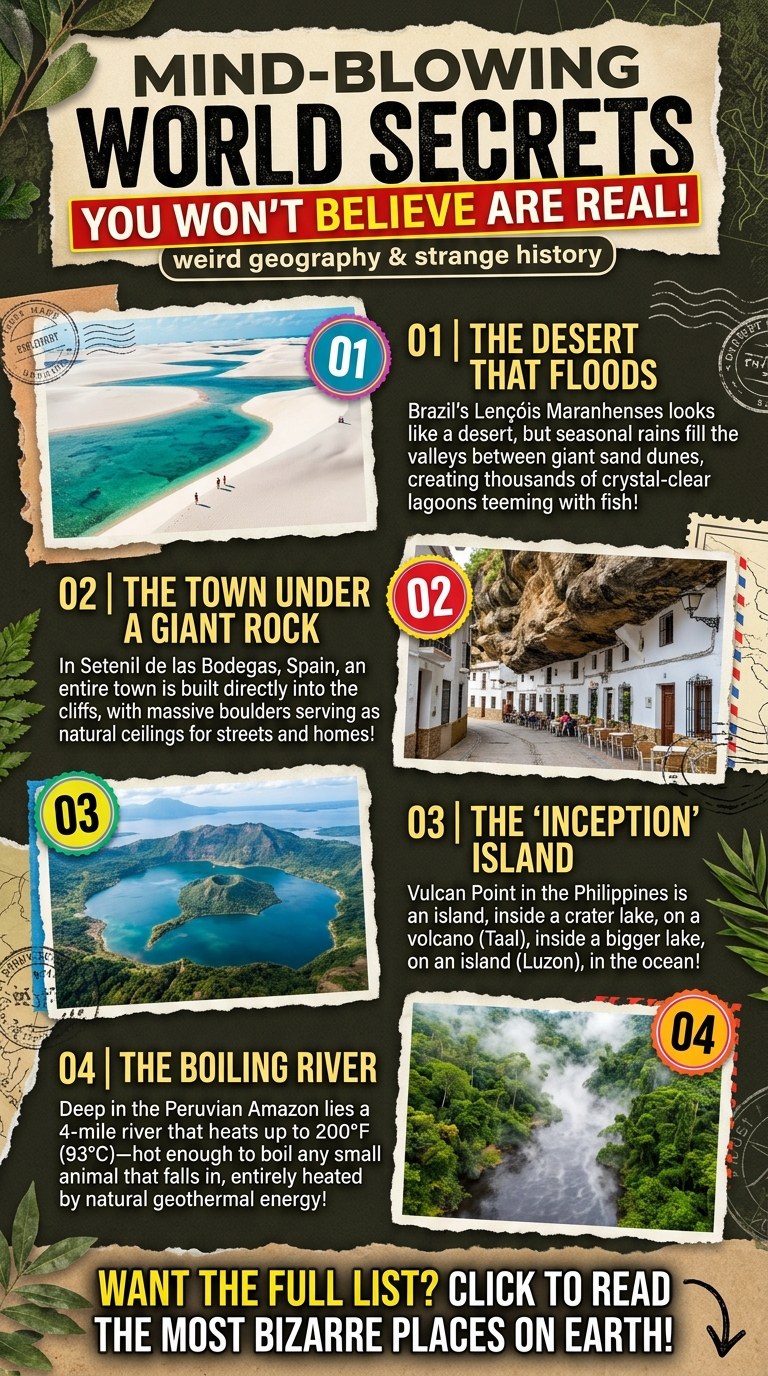 MIND-BLOWING
WORLD SECRETS
YOU WON'T BELIEVE ARE REAL!
weird geography & strange history
01
01 | THE DESERT
THAT FLOODS
Brazil's Lençóis Maranhenses looks
like a desert, but seasonal rains fill the
valleys between giant sand dunes,
creating thousands of crystal-clear
lagoons teeming with fish!
02 | THE TOWN UNDER
A GIANT ROCK
In Setenil de las Bodegas, Spain, an
entire town is built directly into the
cliffs, with massive boulders serving as
natural ceilings for streets and homes!
02
03
03 | THE ‘INCEPTION’
ISLAND
Vulcan Point in the Philippines is
an island, inside a crater lake, on a
volcano (Taal), inside a bigger lake,
on an island (Luzon), in the ocean!
04 | THE BOILING RIVER
Deep in the Peruvian Amazon lies a
4-mile river that heats up to 200°F
(93°C)—hot enough to boil any small
animal that falls in, entirely heated
by natural geothermal energy!
04
WANT THE FULL LIST? CLICK TO READ
THE MOST BIZARRE PLACES ON EARTH!